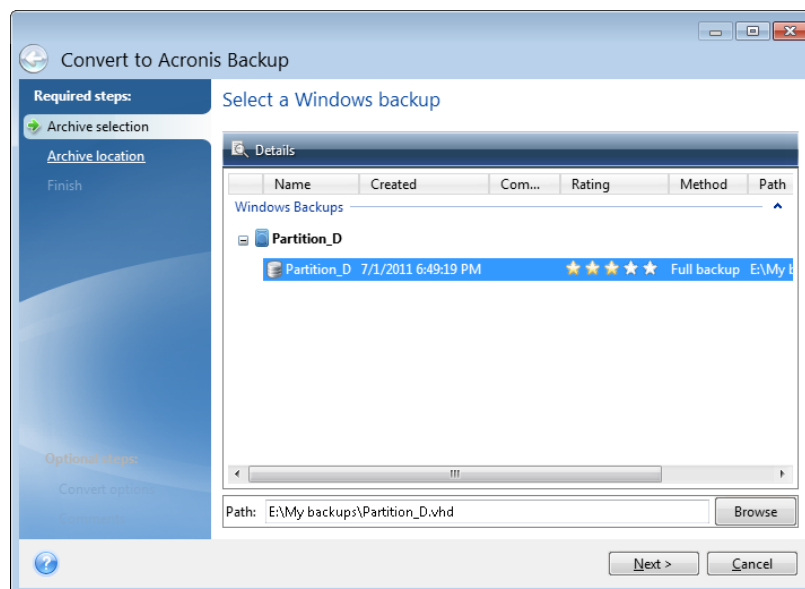 Convert to Acronis Backup
Required steps:
Archive selection
Archive location
Finish
Optional steps:
Convert options
Select a Windows backup
Details
Name Created Com... Rating Method Path
Windows Backups
Partition_D
Partition_D 7/1/2011 6:49:19 PM Full backup E:\My b
Path: E:\My backups\Partition_D.vhd Browse
Next > Cancel